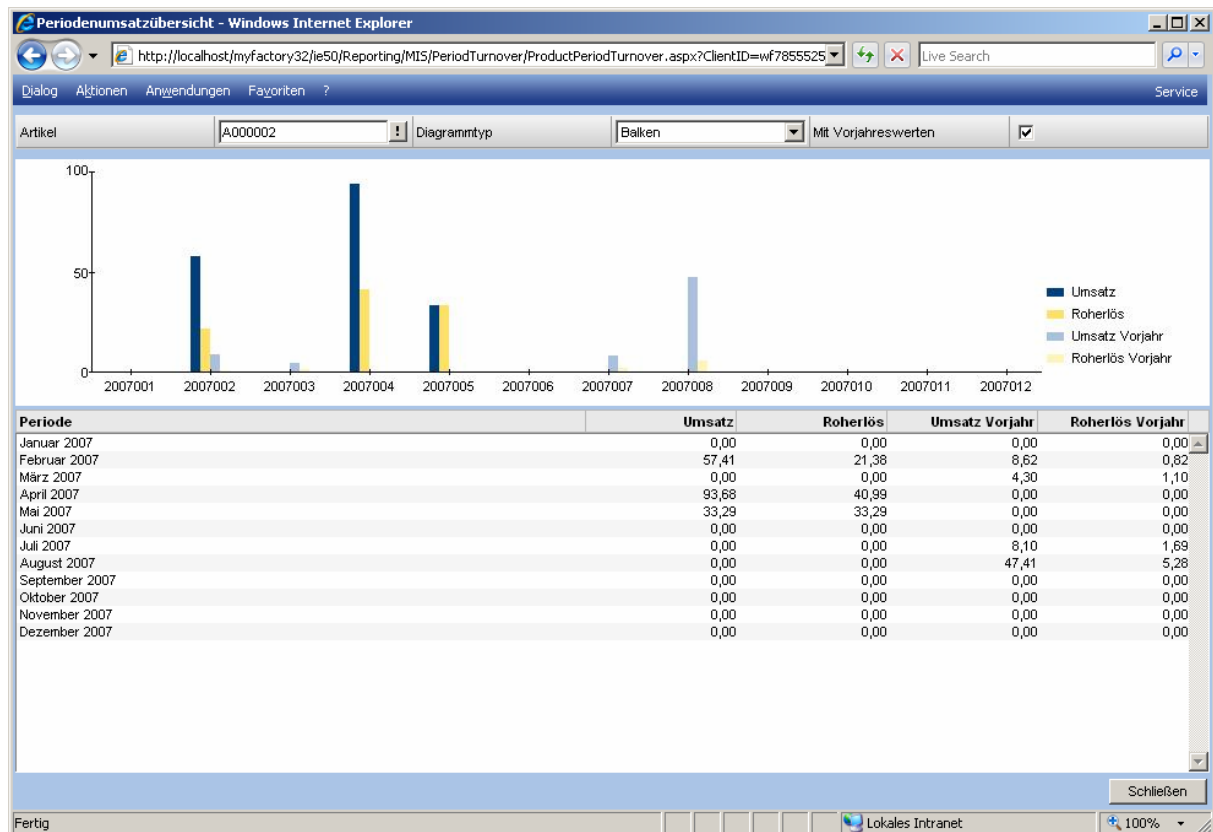 Periodenumsatzübersicht - Windows Internet Explorer
http://localhost/myfactory32/ie50/Reporting/MIS/PeriodTurnover/ProductPeriodTurnover.aspx?ClientID=wf7855525 Live Search
Dialog Aktionen Anwendungen Favoriten ? Service
Artikel A000002 ! Diagrammtyp Balken Mit Vorjahreswerten
100
50
0
2007001 2007002 2007003 2007004 2007005 2007006 2007007 2007008 2007009 2007010 2007011 2007012
Umsatz
Roherlös
Umsatz Vorjahr
Roherlös Vorjahr
Periode Umsatz Roherlös Umsatz Vorjahr Roherlös Vorjahr
Januar 2007 0,00 0,00 0,00 0,00
Februar 2007 57,41 21,38 8,62 0,82
März 2007 0,00 0,00 4,30 1,10
April 2007 93,68 40,99 0,00 0,00
Mai 2007 33,29 33,29 0,00 0,00
Juni 2007 0,00 0,00 0,00 0,00
Juli 2007 0,00 0,00 8,10 1,69
August 2007 0,00 0,00 47,41 5,28
September 2007 0,00 0,00 0,00 0,00
Oktober 2007 0,00 0,00 0,00 0,00
November 2007 0,00 0,00 0,00 0,00
Dezember 2007 0,00 0,00 0,00 0,00
Schließen
Fertig Lokales Intranet 100%